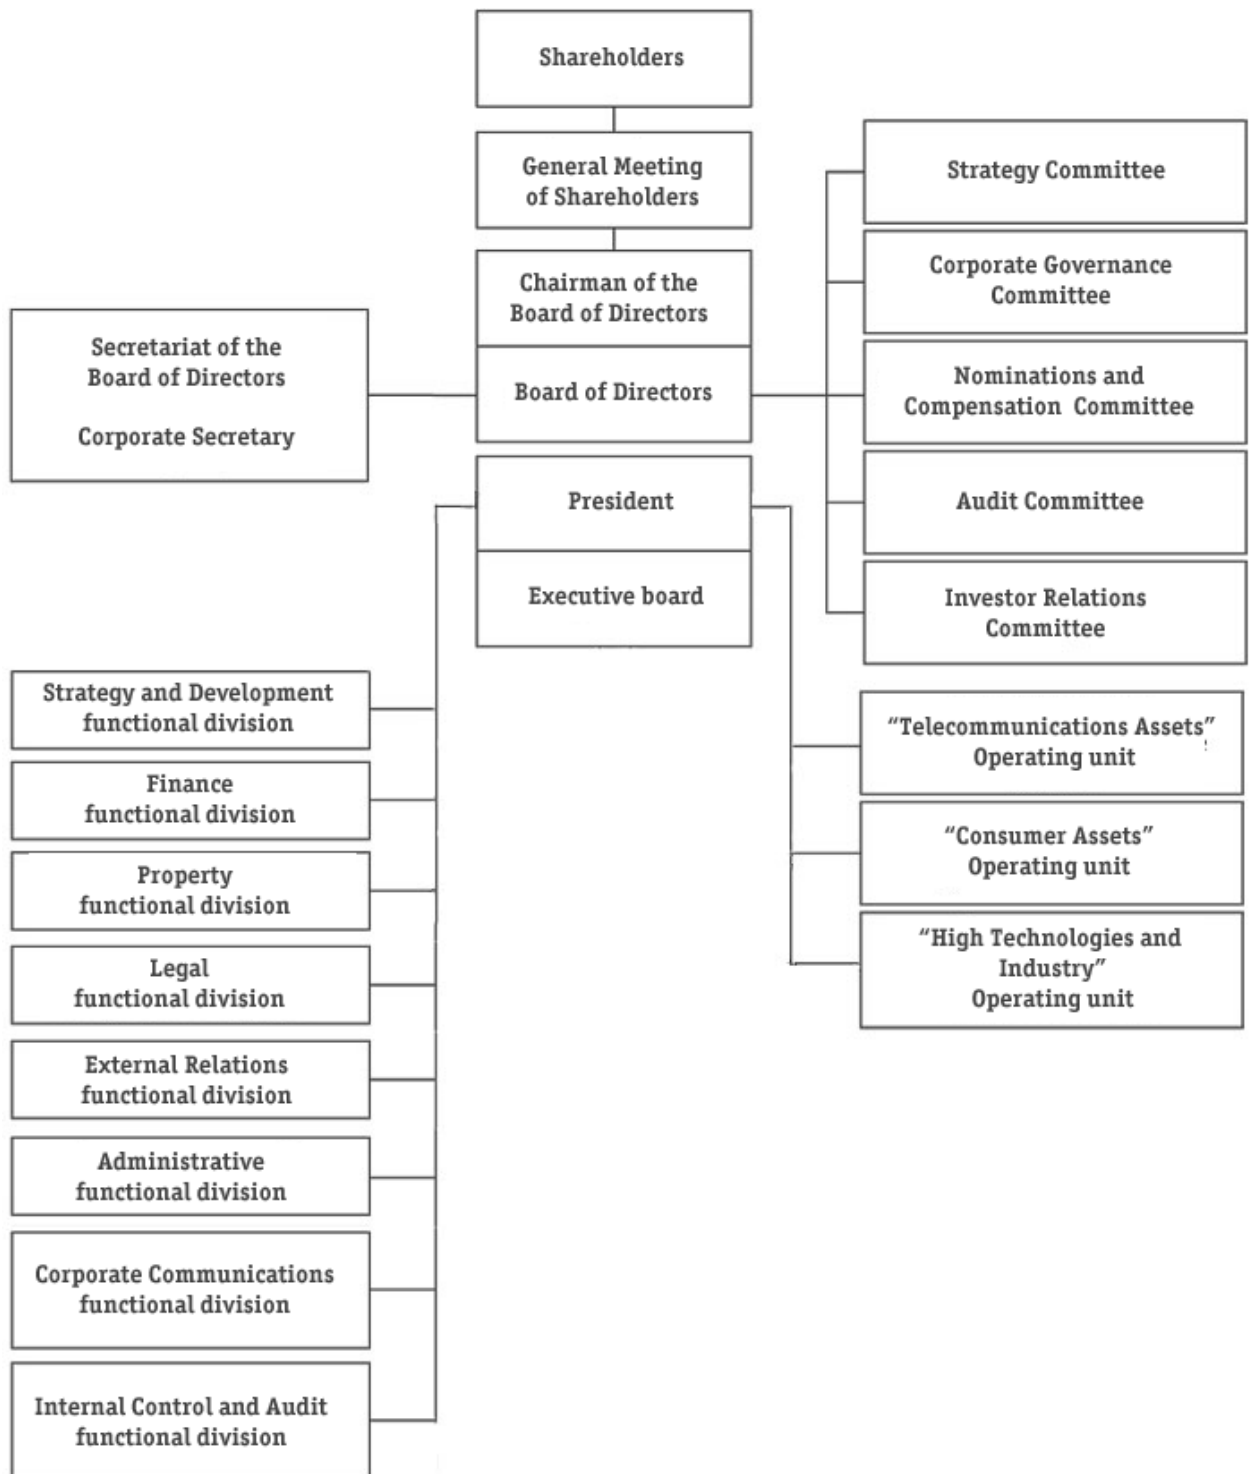 Shareholders
General Meeting
of Shareholders
Chairman of the
Board of Directors
Board of Directors
Secretariat of the
Board of Directors
Corporate Secretary
Strategy Committee
Corporate Governance
Committee
Nominations and
Compensation Committee
Audit Committee
Investor Relations
Committee
President
Executive board
Strategy and Development
functional division
Finance
functional division
Property
functional division
Legal
functional division
External Relations
functional division
Administrative
functional division
Corporate Communications
functional division
Internal Control and Audit
functional division
“Telecommunications Assets”
Operating unit
“Consumer Assets”
Operating unit
“High Technologies and
Industry”
Operating unit